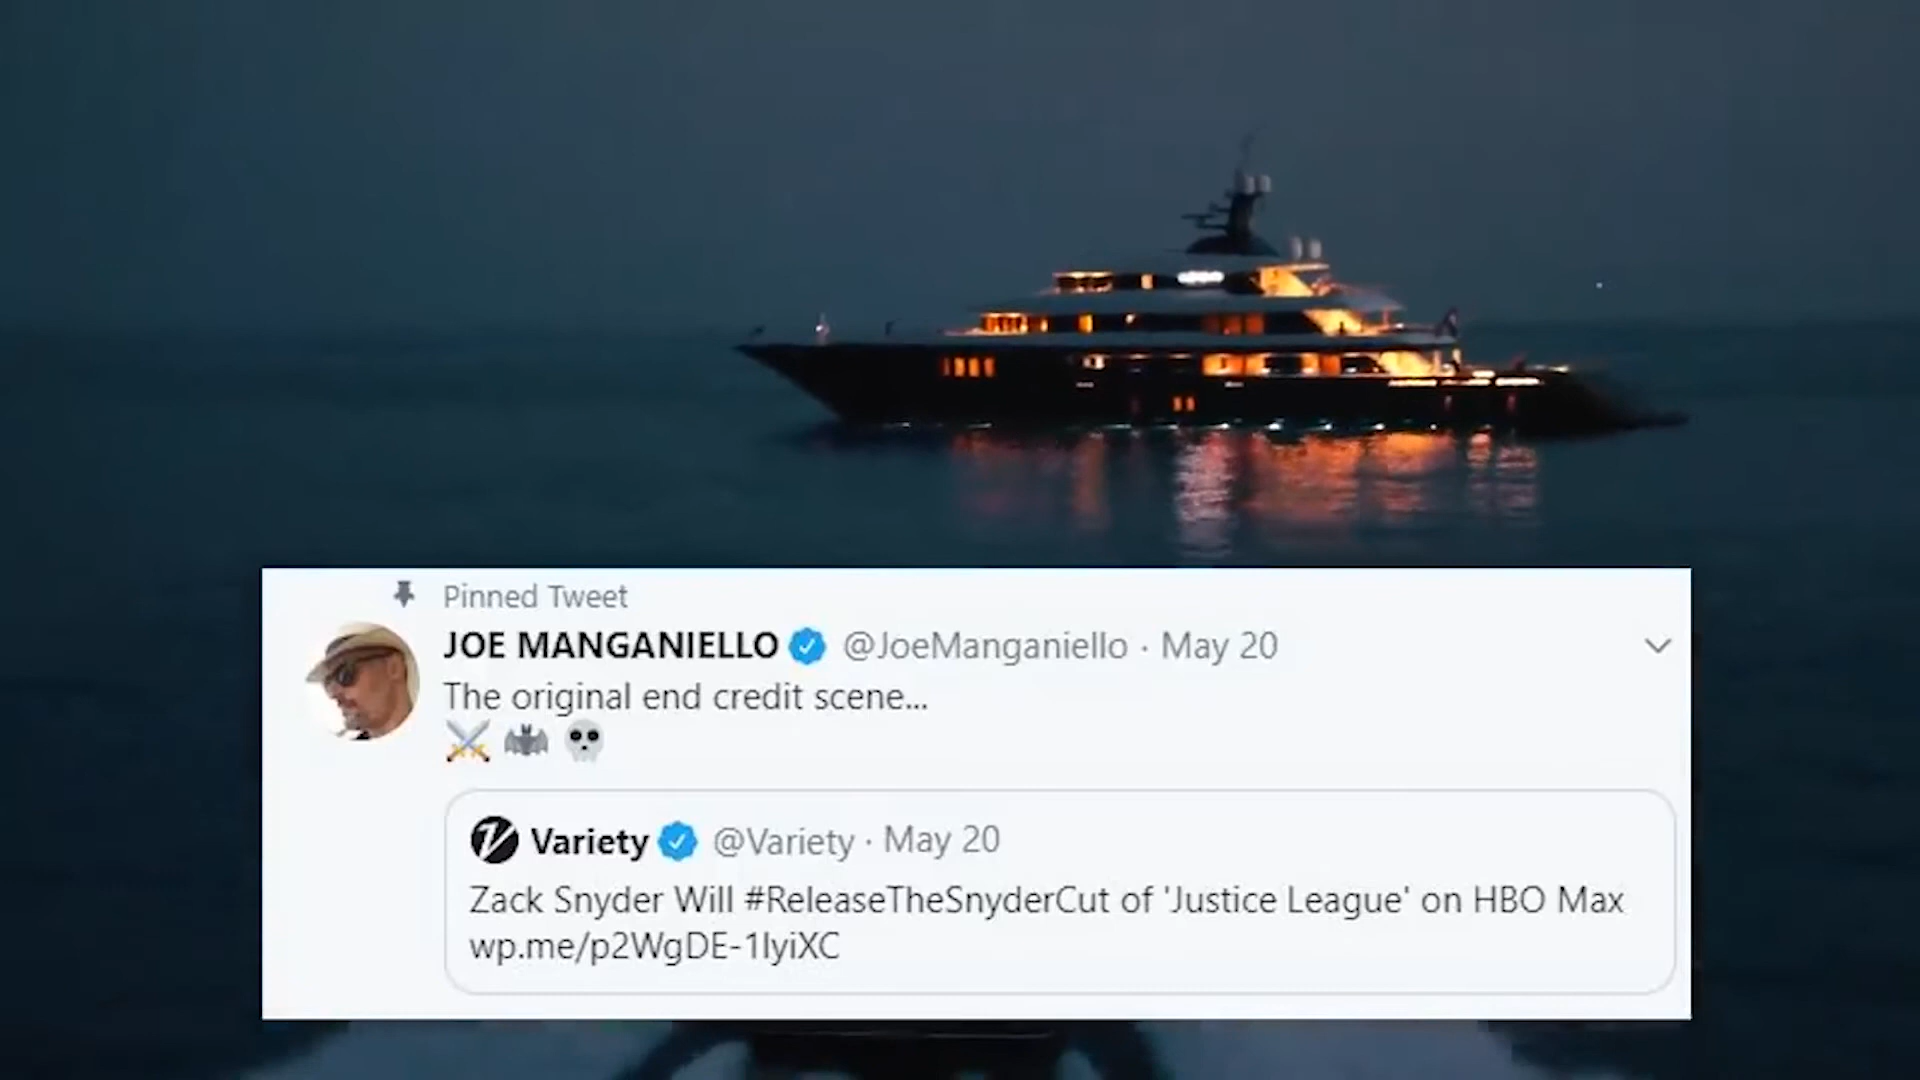 Pinned Tweet
JOE MANGANIELLO @JoeManganiello · May 20
The original end credit scene...
⚔️ 🦇 💀
Variety @Variety · May 20
Zack Snyder Will #ReleaseTheSnyderCut of 'Justice League' on HBO Max
wp.me/p2WgDE-1lyiXC